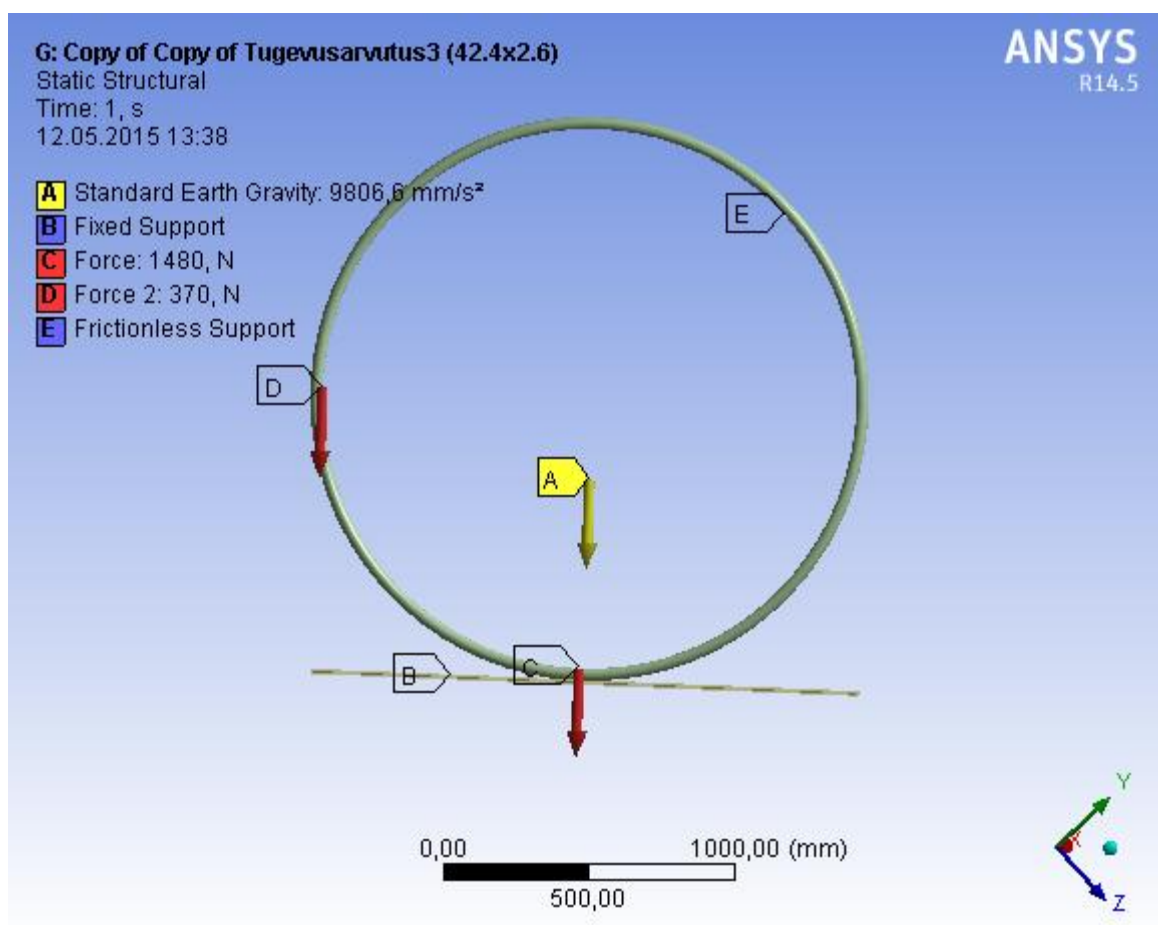 G: Copy of Copy of Tugevusarvutus3 (42.4x2.6)
Static Structural
Time: 1, s
12.05.2015 13:38
A Standard Earth Gravity: 9806,6 mm/s²
B Fixed Support
C Force: 1480, N
D Force 2: 370, N
E Frictionless Support
ANSYS
R14.5
E
D
A
B
C
0,00
1000,00 (mm)
500,00
Y
X
Z